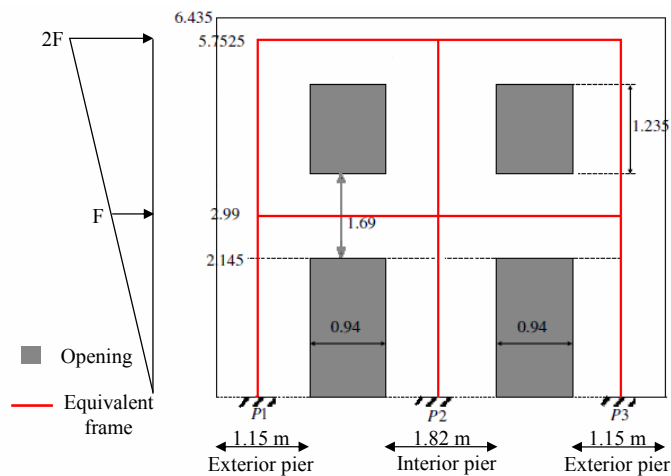 6.435
2F
5.7525
1.235
F
2.99
1.69
2.145
0.94
0.94
Opening
Equivalent
frame
P1
P2
P3
1.15 m
1.82 m
1.15 m
Exterior pier
Interior pier
Exterior pier